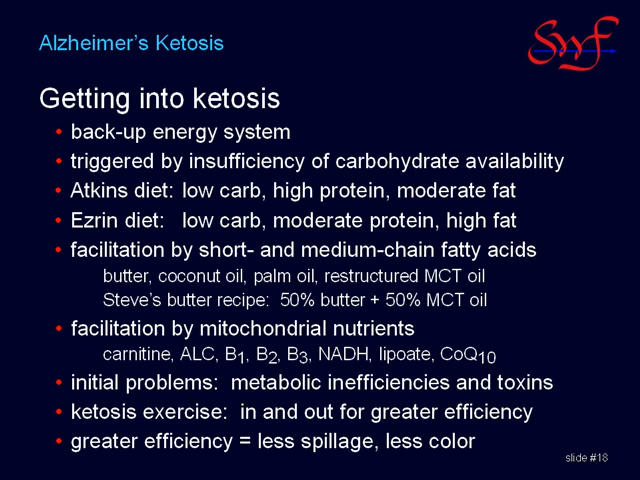 Alzheimer's Ketosis
SWF
Getting into ketosis
• back-up energy system
• triggered by insufficiency of carbohydrate availability
• Atkins diet: low carb, high protein, moderate fat
• Ezrin diet: low carb, moderate protein, high fat
• facilitation by short- and medium-chain fatty acids
butter, coconut oil, palm oil, restructured MCT oil
Steve's butter recipe: 50% butter + 50% MCT oil
• facilitation by mitochondrial nutrients
carnitine, ALC, B1, B2, B3, NADH, lipoate, CoQ10
• initial problems: metabolic inefficiencies and toxins
• ketosis exercise: in and out for greater efficiency
• greater efficiency = less spillage, less color
slide #18